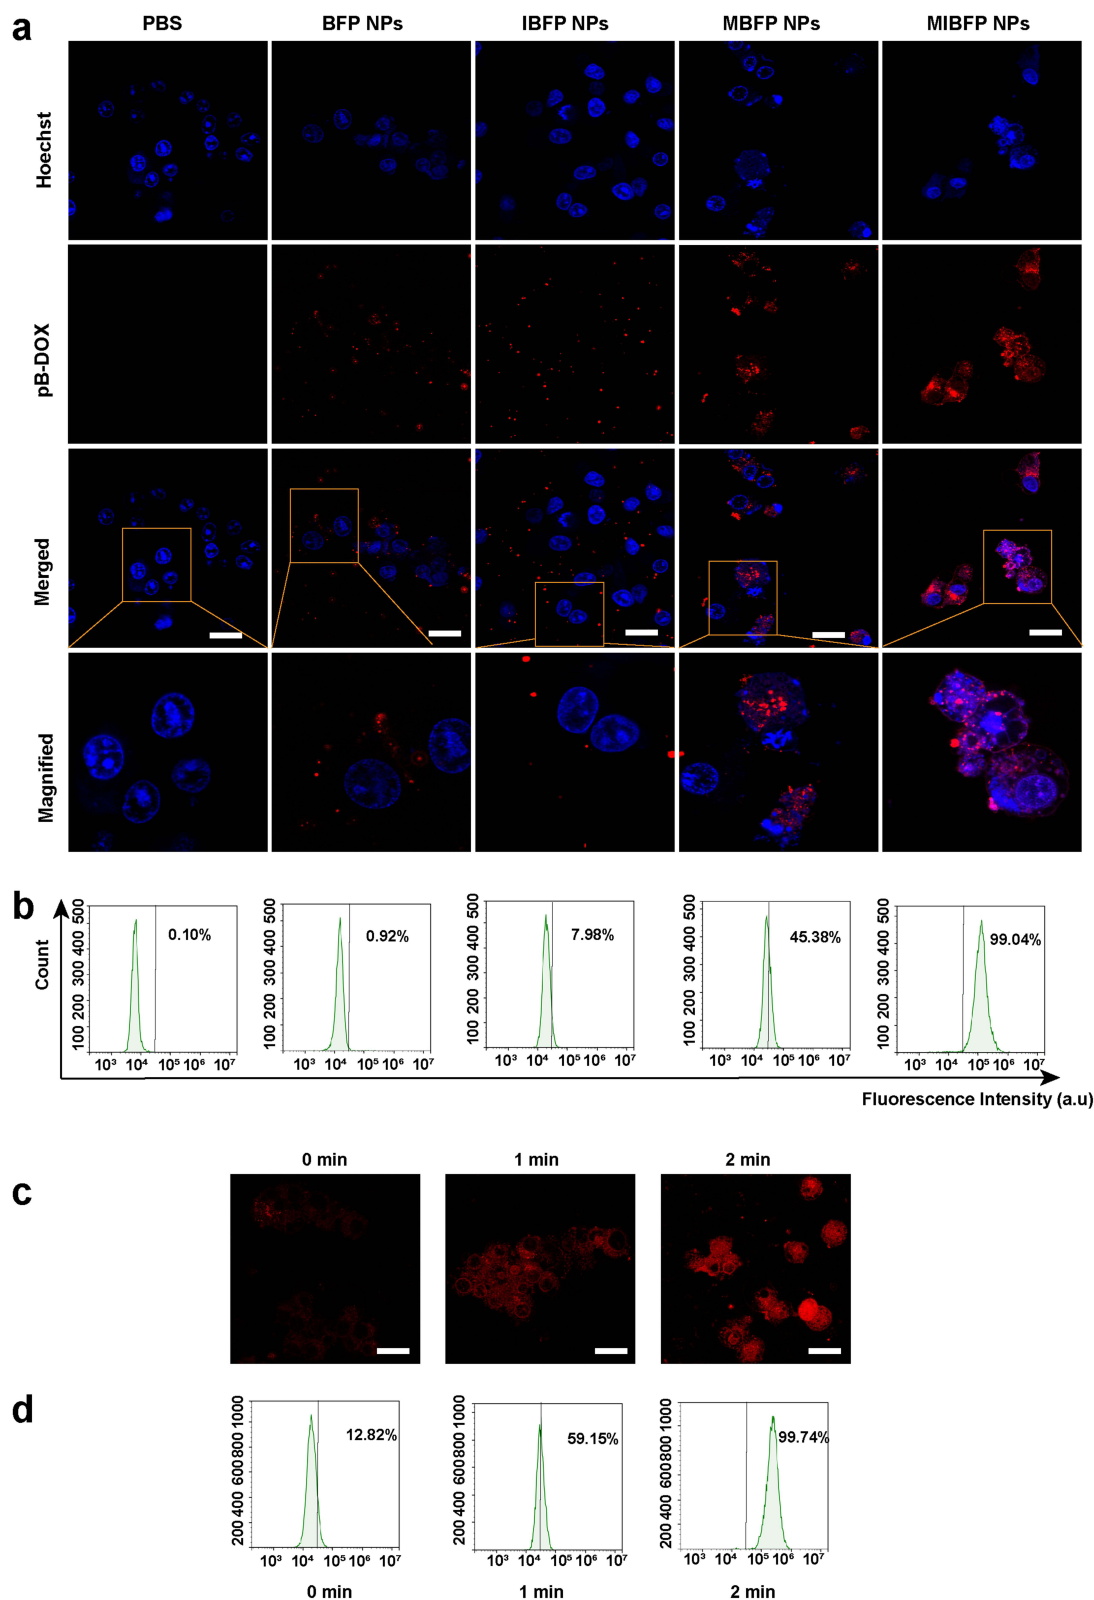 a
PBS BFP NPs IBFP NPs MBFP NPs MIBFP NPs
Hoechst
pB-DOX
Merged
Magnified
b
Count
500 400 300 200 100
0.10%
10³ 10⁴ 10⁵ 10⁶ 10⁷
500 400 300 200 100
0.92%
10³ 10⁴ 10⁵ 10⁶ 10⁷
500 400 300 200 100
7.98%
10³ 10⁴ 10⁵ 10⁶ 10⁷
500 400 300 200 100
45.38%
10³ 10⁴ 10⁵ 10⁶ 10⁷
500 400 300 200 100
99.04%
10³ 10⁴ 10⁵ 10⁶ 10⁷
Fluorescence Intensity (a.u)
c
0 min 1 min 2 min
d
1000 800 600 400 200
12.82%
10³ 10⁴ 10⁵ 10⁶ 10⁷
0 min
1000 800 600 400 200
59.15%
10³ 10⁴ 10⁵ 10⁶ 10⁷
1 min
1000 800 600 400 200
99.74%
10³ 10⁴ 10⁵ 10⁶ 10⁷
2 min